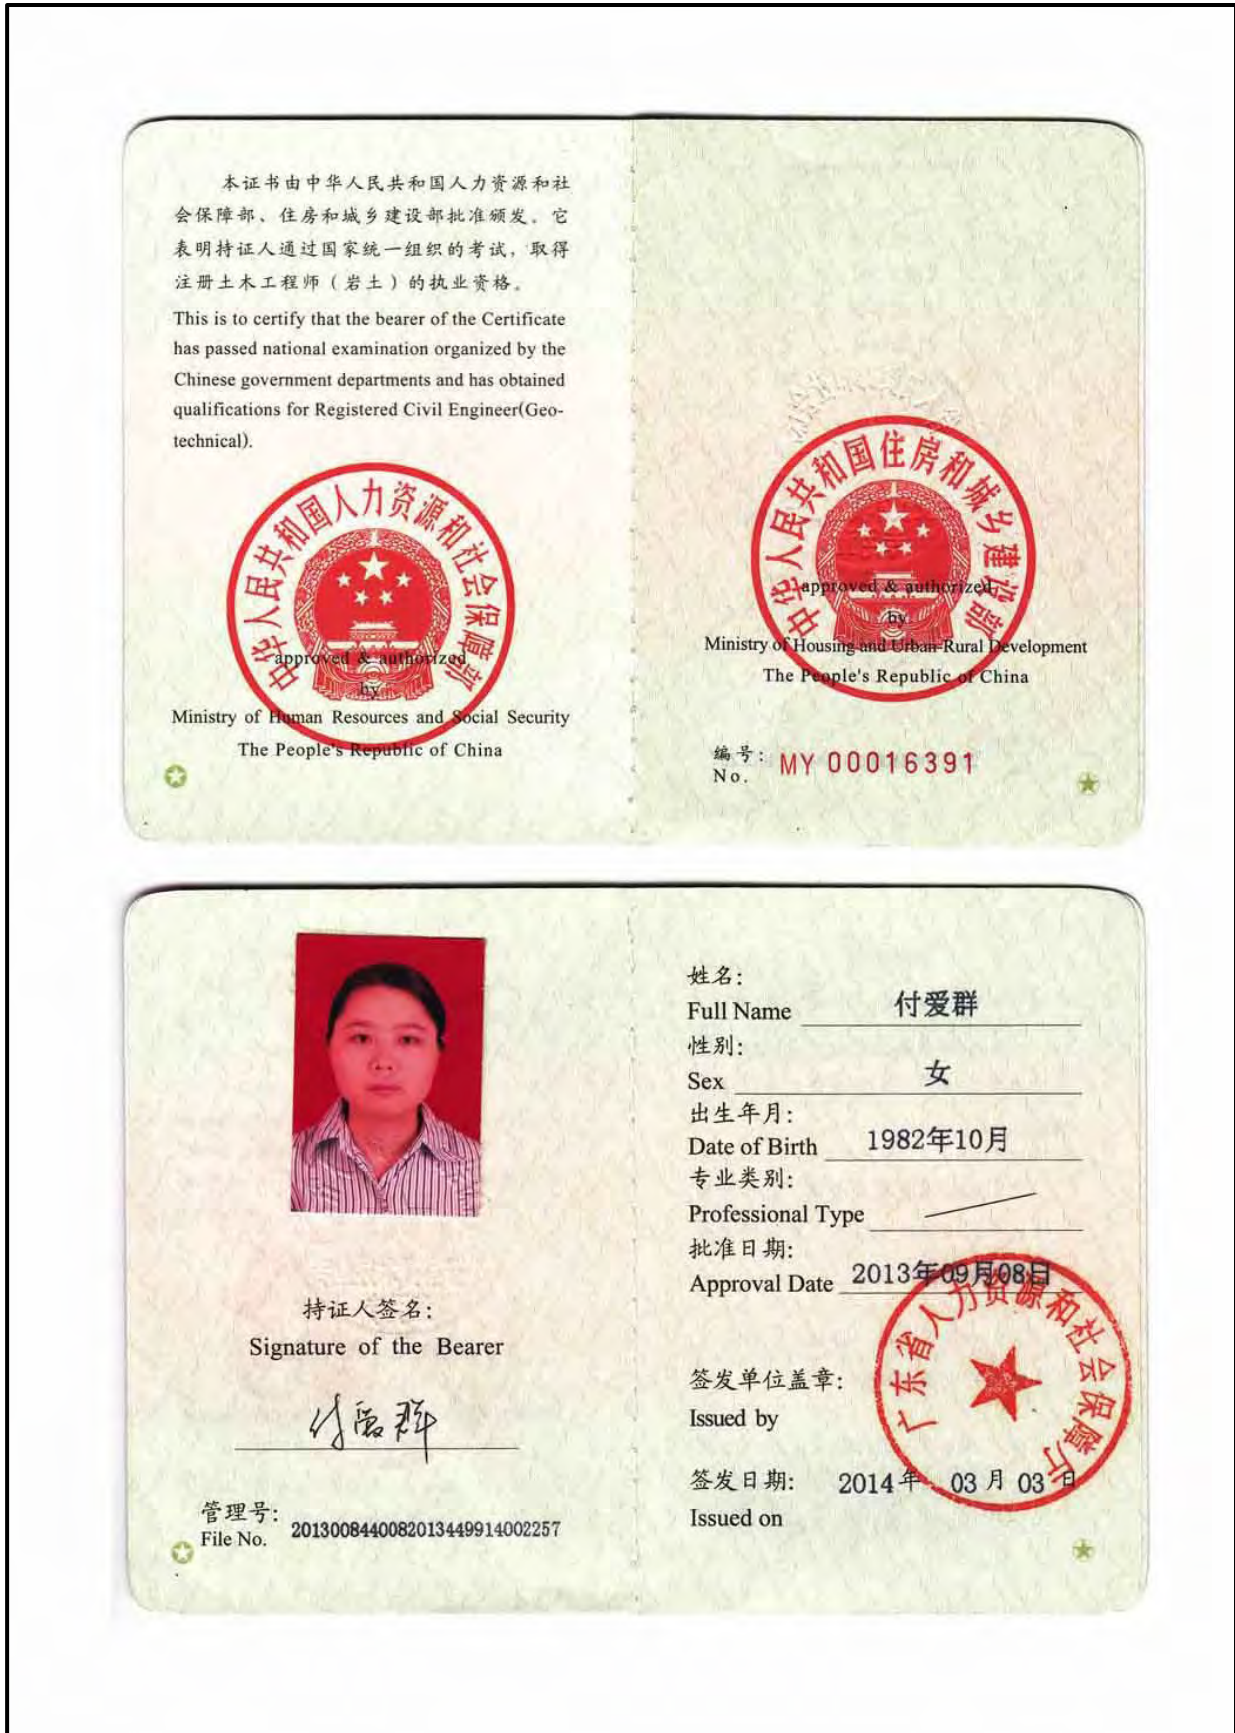 本证书由中华人民共和国人力资源和社
会保障部、住房和城乡建设部批准颁发。它
表明持证人通过国家统一组织的考试，取得
注册土木工程师（岩土）的执业资格。
This is to certify that the bearer of the Certificate
has passed national examination organized by the
Chinese government departments and has obtained
qualifications for Registered Civil Engineer(Geo-
technical).
中华人民共和国人力资源和社会保障部
approved & authorized
by
Ministry of Human Resources and Social Security
The People's Republic of China
中华人民共和国住房和城乡建设部
approved & authorized
by
Ministry of Housing and Urban-Rural Development
The People's Republic of China
编号:
No. MY 00016391
持证人签名:
Signature of the Bearer
付爱群
管理号:
File No. 2013008440082013449914002257
姓名:
Full Name 付爱群
性别:
Sex 女
出生年月:
Date of Birth 1982年10月
专业类别:
Professional Type
批准日期:
Approval Date 2013年09月08日
广东省人力资源和社会保障厅
签发单位盖章:
Issued by
签发日期: 2014年 03月03日
Issued on